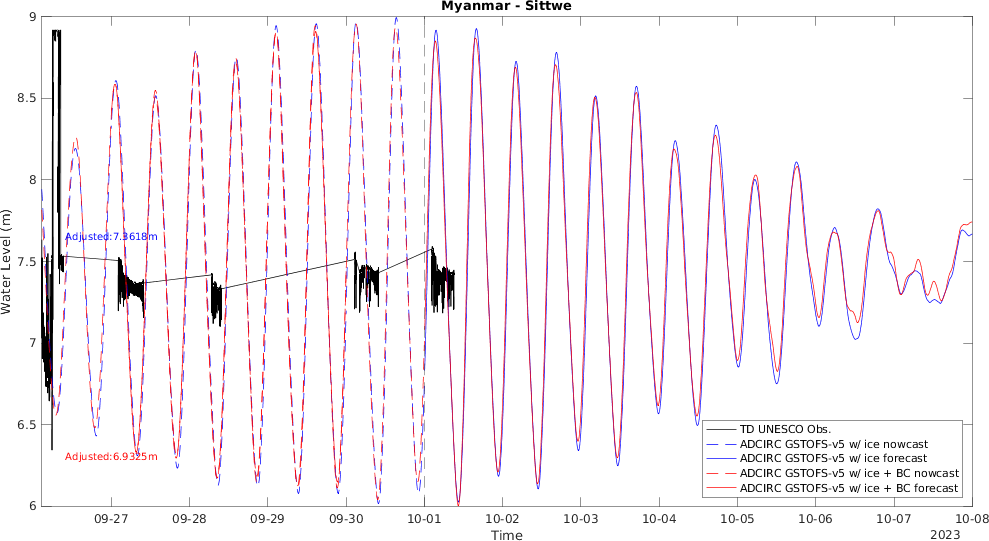 Myanmar - Sittwe
9
8.5
8
7.5
7
6.5
6
Water Level (m)
Adjusted:7.3618m
Adjusted:6.9325m
TD UNESCO Obs.
ADCIRC GSTOFS-v5 w/ ice nowcast
ADCIRC GSTOFS-v5 w/ ice forecast
ADCIRC GSTOFS-v5 w/ ice + BC nowcast
ADCIRC GSTOFS-v5 w/ ice + BC forecast
09-27 09-28 09-29 09-30 10-01 10-02 10-03 10-04 10-05 10-06 10-07 10-08
Time
2023